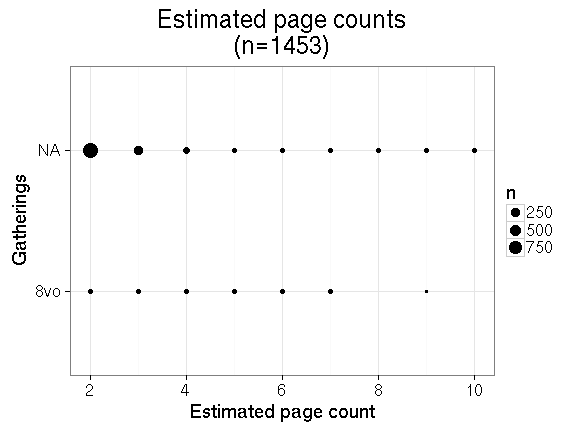 Estimated page counts
(n=1453)
Gatherings
NA
8vo
2 4 6 8 10
Estimated page count
n
250
500
750